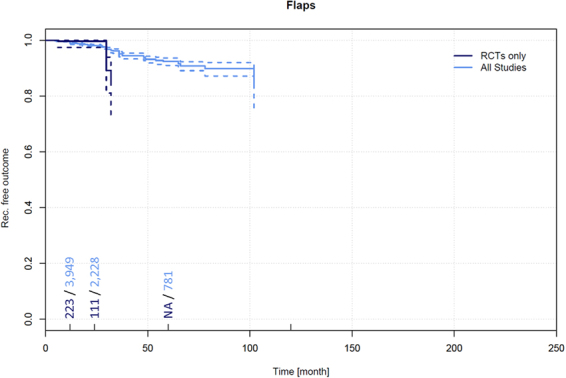 Flaps
RCTs only
All Studies
Rec. free outcome
1.0
0.8
0.6
0.4
0.2
0.0
223 / 3,949
111 / 2,228
NA / 781
0
50
100
150
200
250
Time [month]